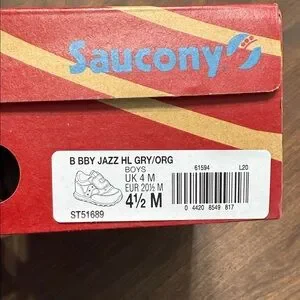 Saucony
B BBY JAZZ HL GRY/ORG
BOYS
61594 L20
UK 4 M
EUR 20½ M
4½ M
ST51689
0 4420 8549 817